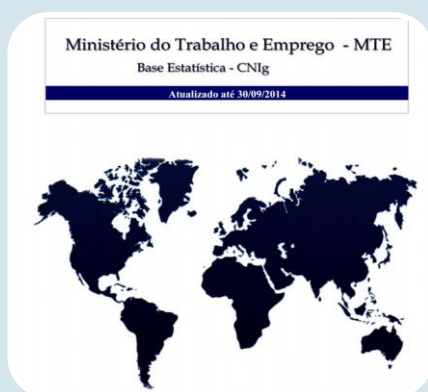 Ministério do Trabalho e Emprego - MTE
Base Estatística - CNIg
Atualizado até 30/09/2014